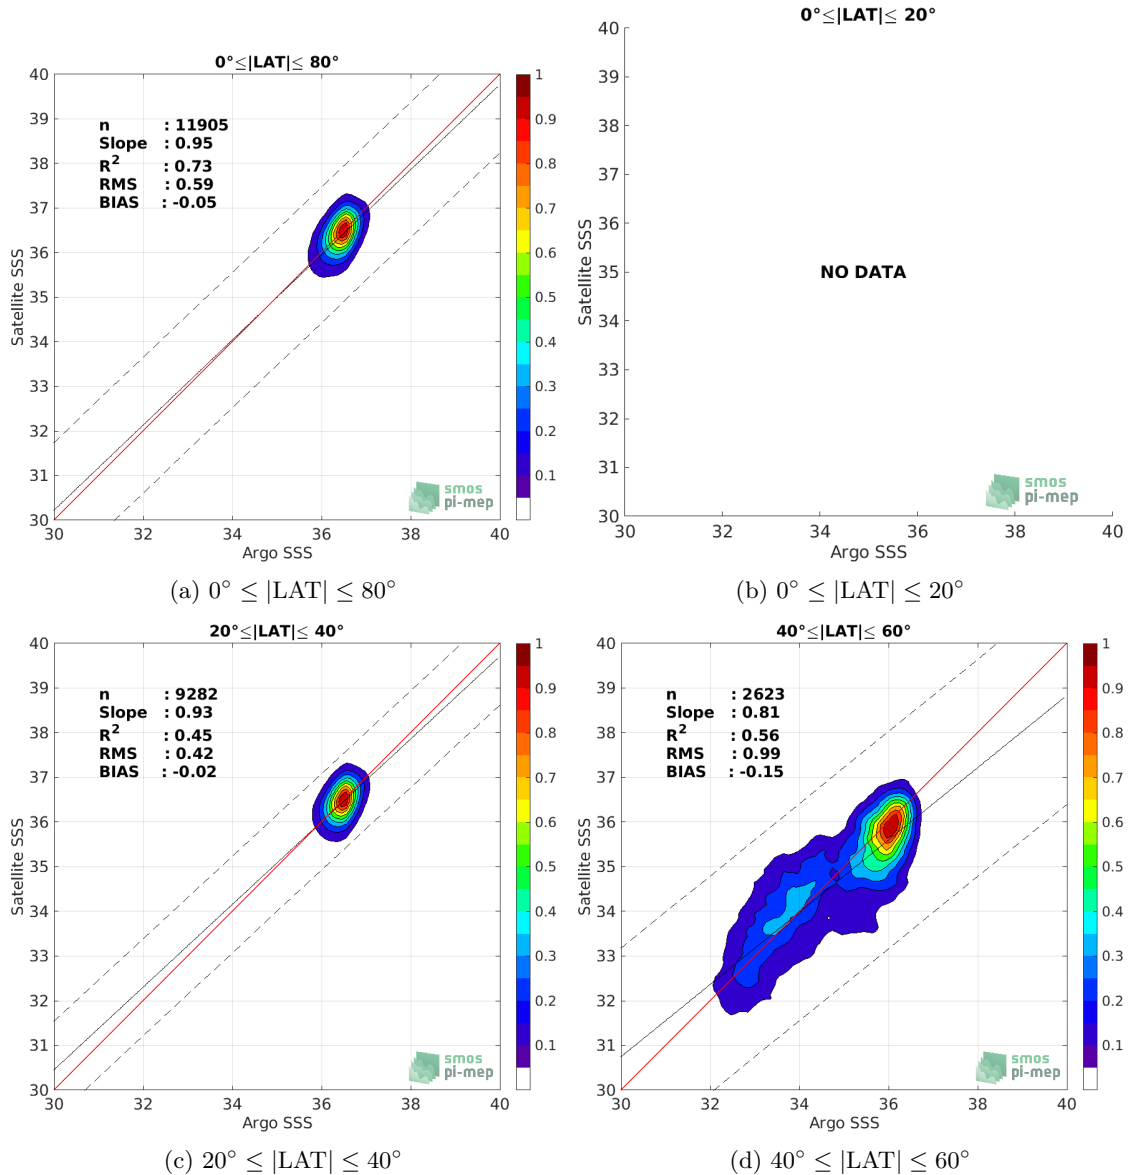 0°≤|LAT|≤ 80°
40
39
38
37
36
35
34
33
32
31
30
Satellite SSS
n : 11905
Slope : 0.95
R2 : 0.73
RMS : 0.59
BIAS : -0.05
smos
pi-mep
30 32 34 36 38 40
Argo SSS
1
0.9
0.8
0.7
0.6
0.5
0.4
0.3
0.2
0.1
(a) 0° ≤ |LAT| ≤ 80°
0°≤|LAT|≤ 20°
40
39
38
37
36
35
34
33
32
31
30
Satellite SSS
NO DATA
smos
pi-mep
30 32 34 36 38 40
Argo SSS
(b) 0° ≤ |LAT| ≤ 20°
20°≤|LAT|≤ 40°
40
39
38
37
36
35
34
33
32
31
30
Satellite SSS
n : 9282
Slope : 0.93
R2 : 0.45
RMS : 0.42
BIAS : -0.02
smos
pi-mep
30 32 34 36 38 40
Argo SSS
1
0.9
0.8
0.7
0.6
0.5
0.4
0.3
0.2
0.1
(c) 20° ≤ |LAT| ≤ 40°
40°≤|LAT|≤ 60°
40
39
38
37
36
35
34
33
32
31
30
Satellite SSS
n : 2623
Slope : 0.81
R2 : 0.56
RMS : 0.99
BIAS : -0.15
smos
pi-mep
30 32 34 36 38 40
Argo SSS
1
0.9
0.8
0.7
0.6
0.5
0.4
0.3
0.2
0.1
(d) 40° ≤ |LAT| ≤ 60°